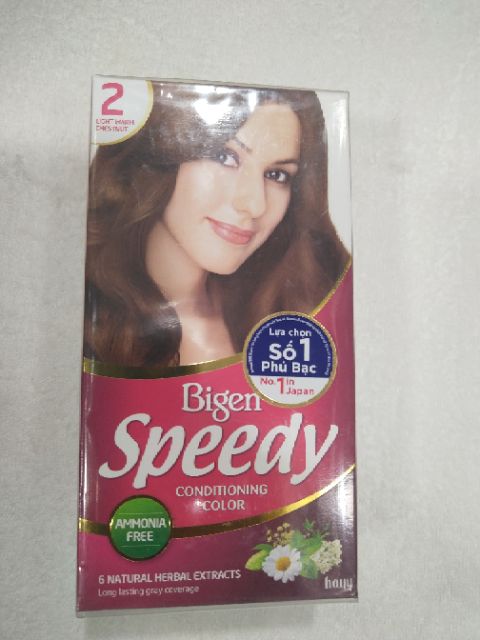 2
LIGHT WARM
CHESTNUT
Lựa chọn
Số 1
Phủ Bạc
No.1 in
Japan
Bigen
Speedy
CONDITIONING
COLOR
AMMONIA
FREE
6 NATURAL HERBAL EXTRACTS
Long lasting gray coverage
hoyu